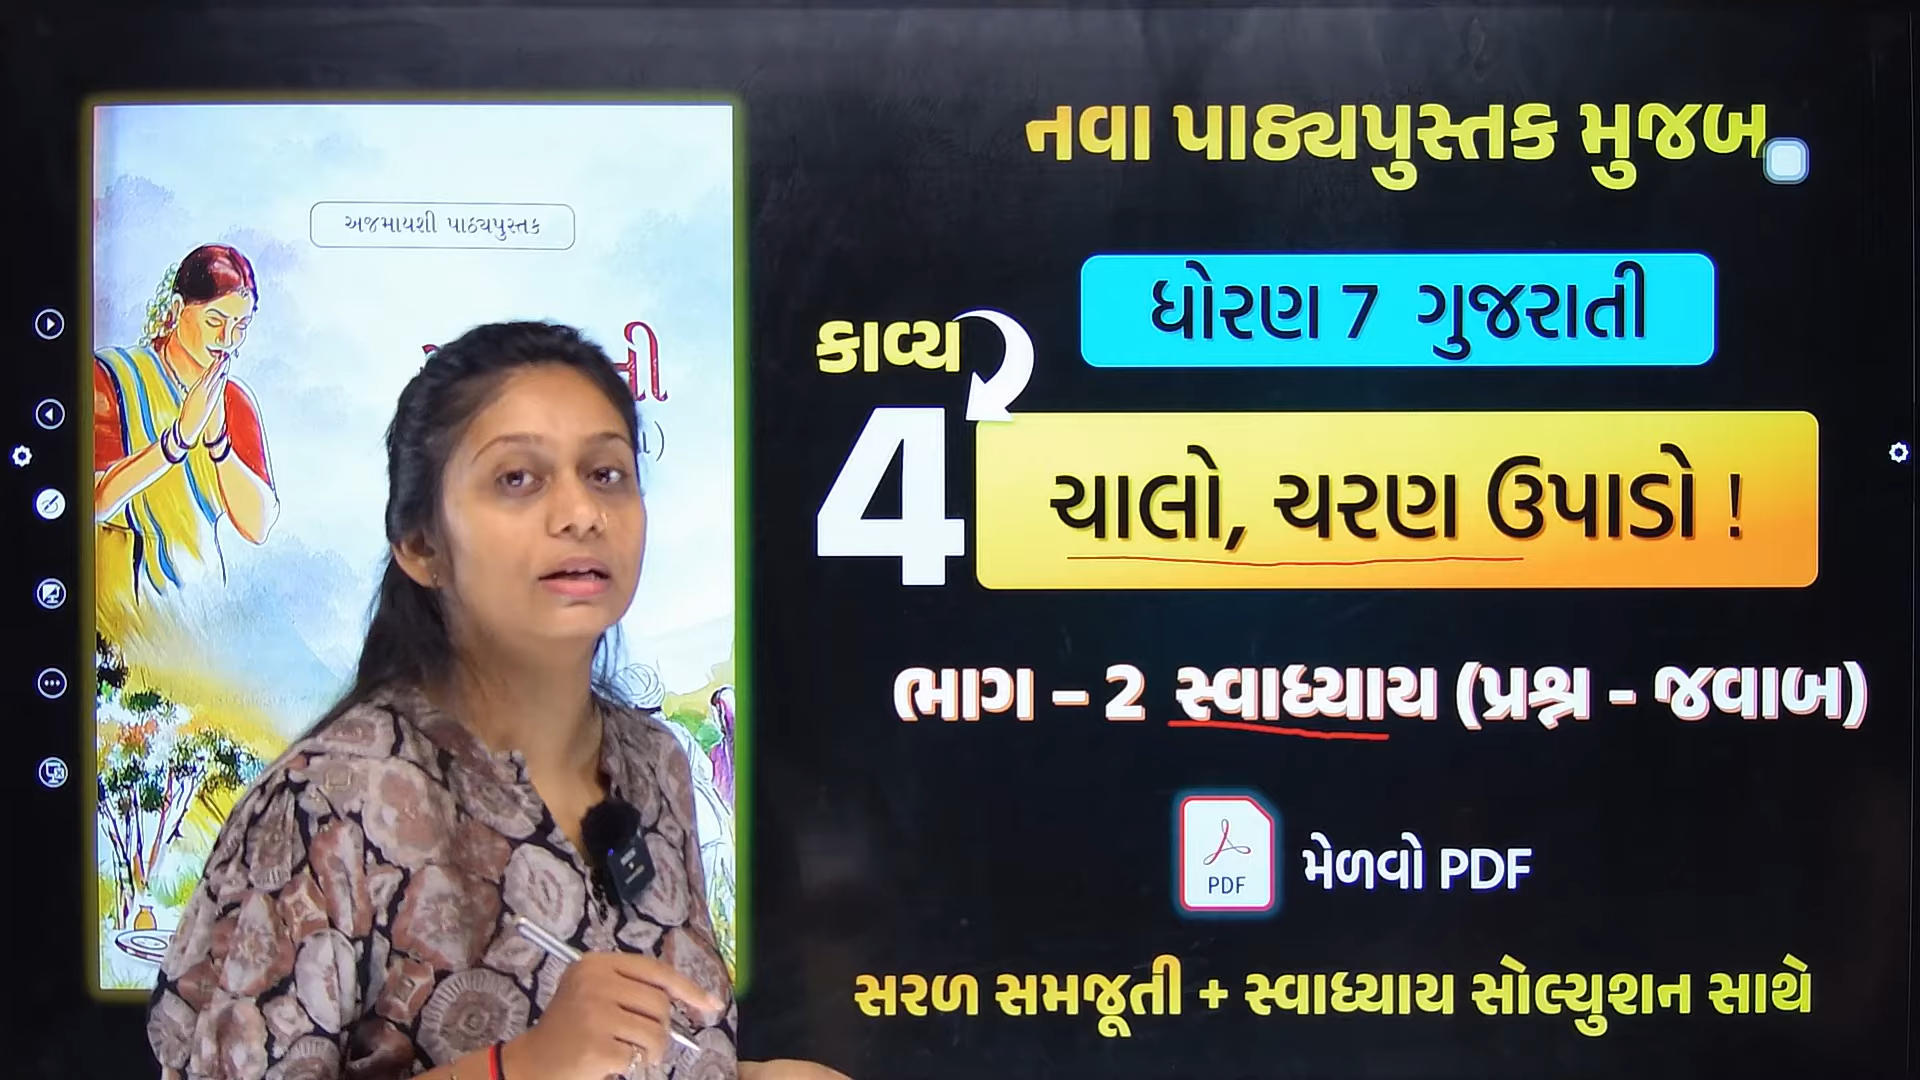 નવા પાઠ્યપુસ્તક મુજબ
અજમાયશી પાઠ્યપુસ્તક
ધોરણ 7 ગુજરાતી
કાવ્ય
4
ચાલો, ચરણ ઉપાડો !
ભાગ – 2 સ્વાધ્યાય (પ્રશ્ન - જવાબ)
PDF
મેળવો PDF
સરળ સમજૂતી + સ્વાધ્યાય સોલ્યુશન સાથે